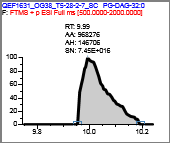 QEF1631_OG38_T5-28-2-7_SC PG-DAG-32:0
F: FTMS + p ESI Full ms [500.0000-2000.0000]
RT: 9.99
AA: 968276
AH: 146706
SN: 7.45E+016
100
80
60
40
20
0
9.8
10.0
10.2